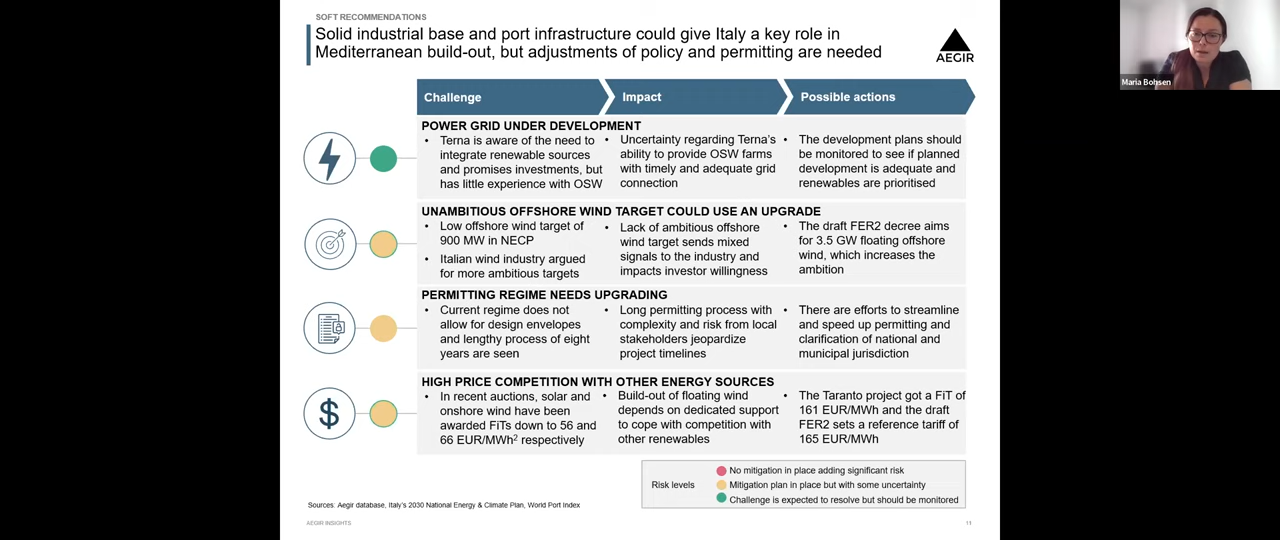 SOFT RECOMMENDATIONS
Solid industrial base and port infrastructure could give Italy a key role in
Mediterranean build-out, but adjustments of policy and permitting are needed
AEGIR
Maria Bohsen
Challenge
Impact
Possible actions
POWER GRID UNDER DEVELOPMENT
• Terna is aware of the need to
integrate renewable sources
and promises investments, but
has little experience with OSW
• Uncertainty regarding Terna's
ability to provide OSW farms
with timely and adequate grid
connection
• The development plans should
be monitored to see if planned
development is adequate and
renewables are prioritised
UNAMBITIOUS OFFSHORE WIND TARGET COULD USE AN UPGRADE
• Low offshore wind target of
900 MW in NECP
• Italian wind industry argued
for more ambitious targets
• Lack of ambitious offshore
wind target sends mixed
signals to the industry and
impacts investor willingness
• The draft FER2 decree aims
for 3.5 GW floating offshore
wind, which increases the
ambition
PERMITTING REGIME NEEDS UPGRADING
• Current regime does not
allow for design envelopes
and lengthy process of eight
years are seen
• Long permitting process with
complexity and risk from local
stakeholders jeopardize
project timelines
• There are efforts to streamline
and speed up permitting and
clarification of national and
municipal jurisdiction
$
HIGH PRICE COMPETITION WITH OTHER ENERGY SOURCES
• In recent auctions, solar and
onshore wind have been
awarded FiTs down to 56 and
66 EUR/MWh² respectively
• Build-out of floating wind
depends on dedicated support
to cope with competition with
other renewables
• The Taranto project got a FiT of
161 EUR/MWh and the draft
FER2 sets a reference tariff of
165 EUR/MWh
Risk levels
No mitigation in place adding significant risk
Mitigation plan in place but with some uncertainty
Challenge is expected to resolve but should be monitored
Sources: Aegir database, Italy's 2030 National Energy & Climate Plan, World Port Index
AEGIR INSIGHTS
11